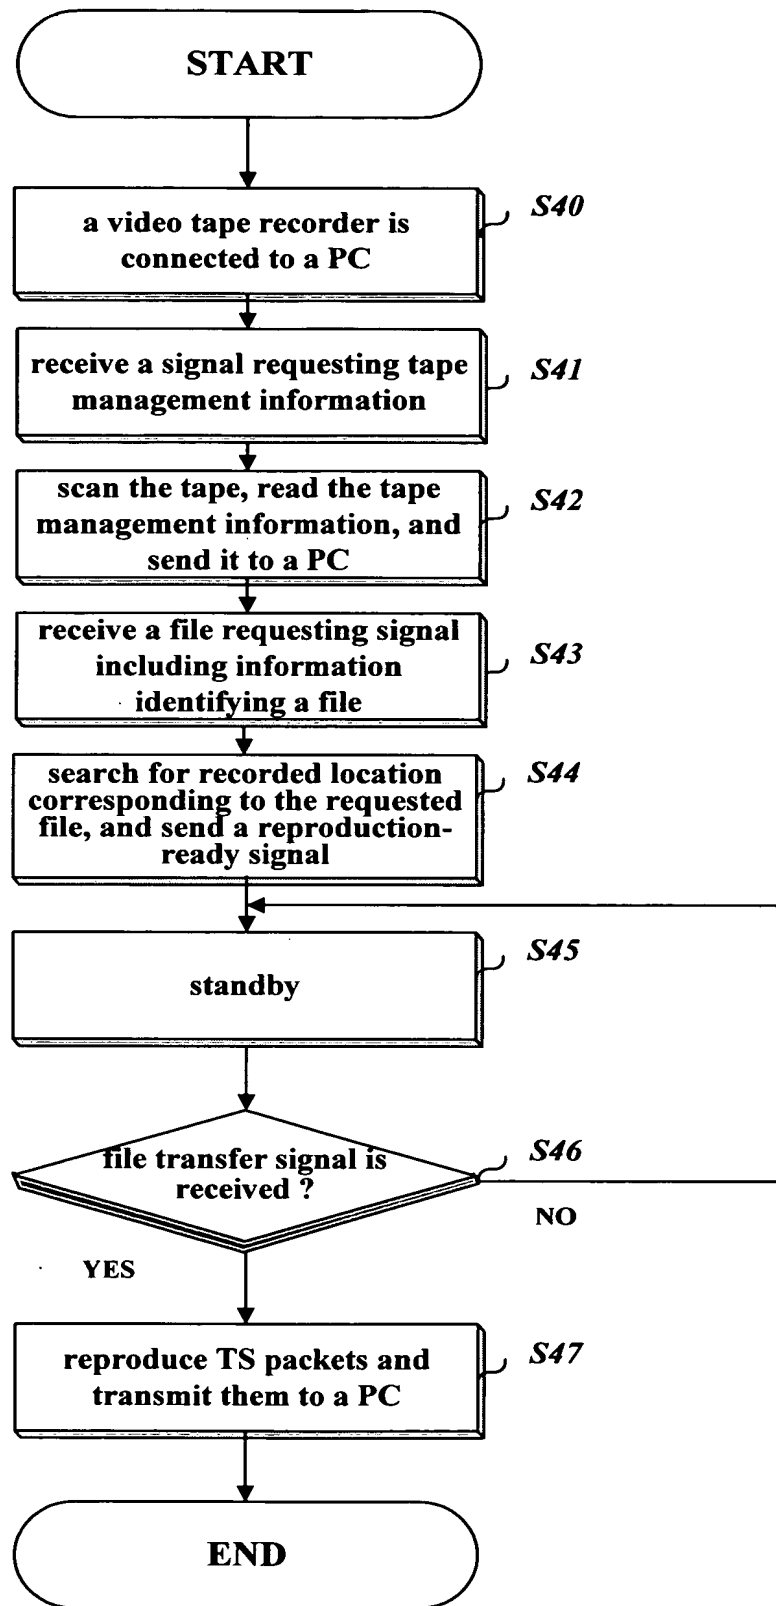 START
a video tape recorder is
connected to a PC
S40
receive a signal requesting tape
management information
S41
scan the tape, read the tape
management information, and
send it to a PC
S42
receive a file requesting signal
including information
identifying a file
S43
search for recorded location
corresponding to the requested
file, and send a reproduction-
ready signal
S44
standby
S45
file transfer signal is
received ?
S46
NO
YES
reproduce TS packets and
transmit them to a PC
S47
END